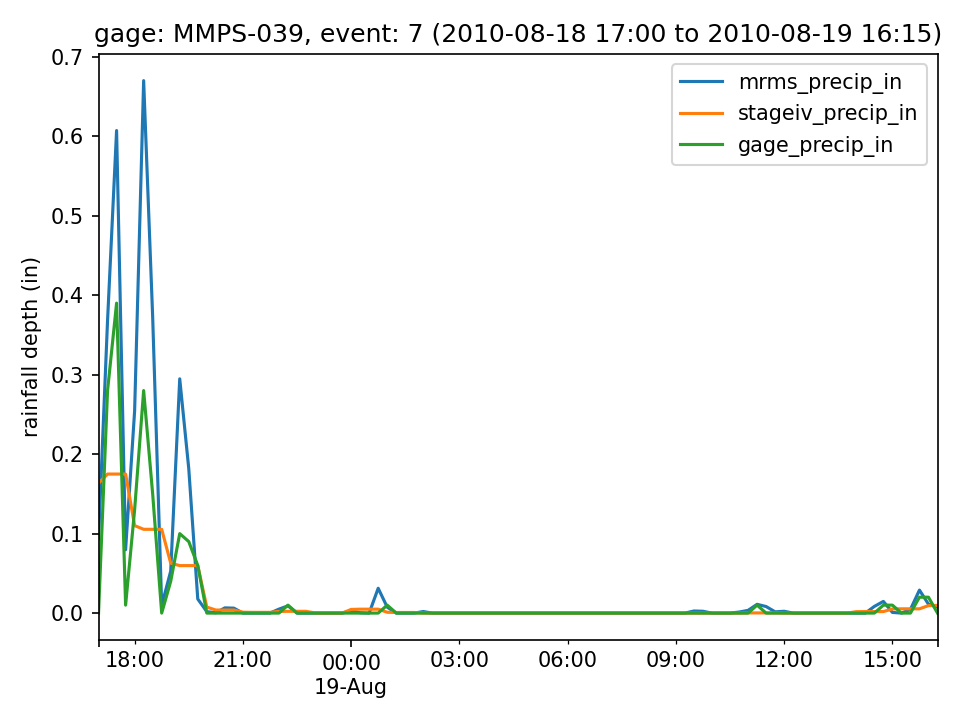 gage: MMPS-039, event: 7 (2010-08-18 17:00 to 2010-08-19 16:15)
mrms_precip_in
stageiv_precip_in
gage_precip_in
rainfall depth (in)
0.7
0.6
0.5
0.4
0.3
0.2
0.1
0.0
18:00 21:00 00:00 03:00 06:00 09:00 12:00 15:00
19-Aug